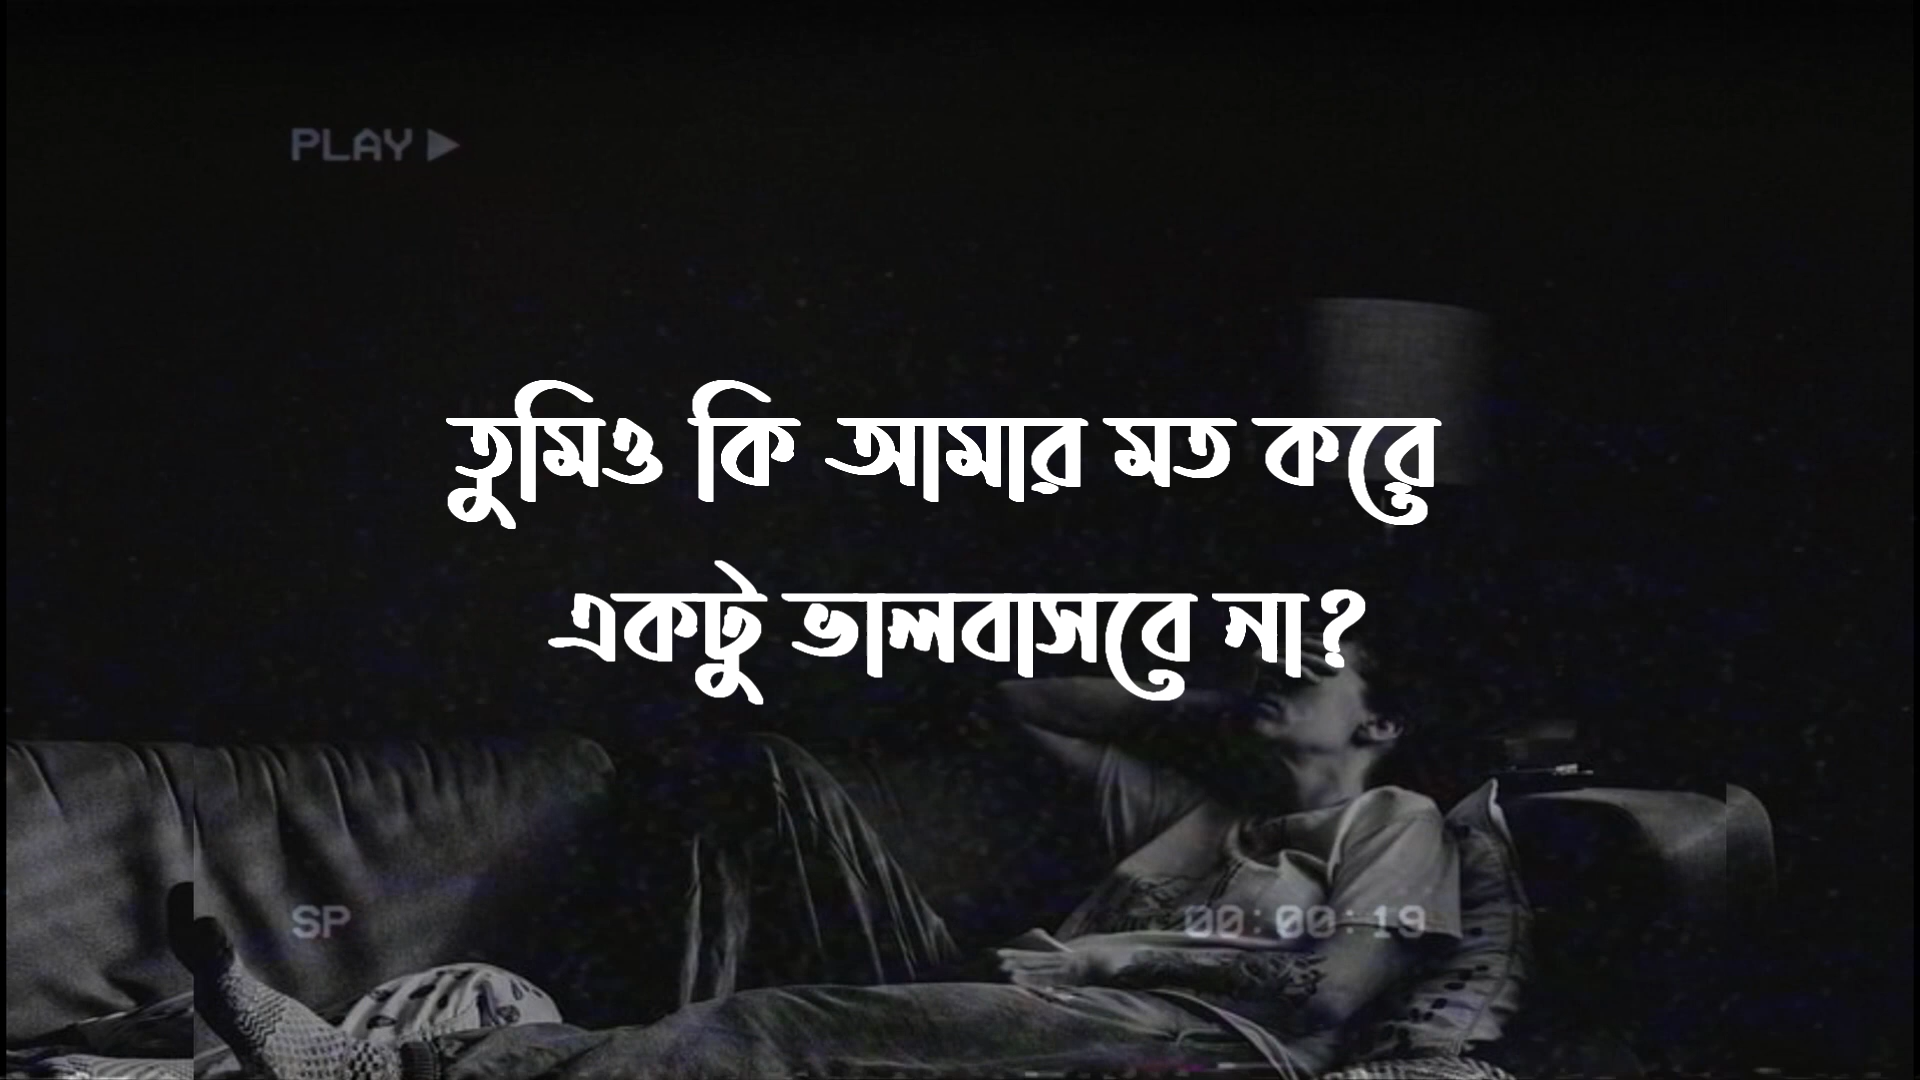 PLAY ▶
তুমিও কি আমার মত করে
একটু ভালবাসবে না?
SP 00:00:19